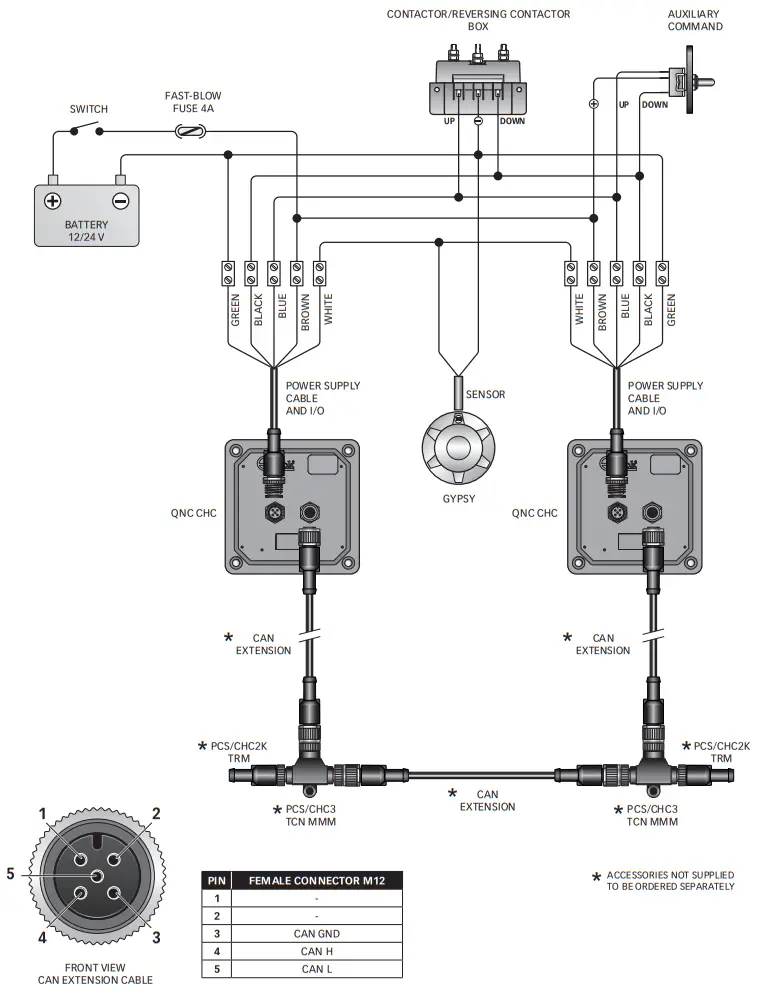 CONTACTOR/REVERSING CONTACTOR
BOX
AUXILIARY
COMMAND
SWITCH
FAST-BLOW
FUSE 4A
UP
DOWN
UP
DOWN
BATTERY
12/24 V
GREEN
BLACK
BLUE
BROWN
WHITE
WHITE
BROWN
BLUE
BLACK
GREEN
POWER SUPPLY
CABLE
AND I/O
SENSOR
POWER SUPPLY
CABLE
AND I/O
GYPSY
QNC CHC
QNC CHC
* CAN
EXTENSION
* CAN
EXTENSION
* PCS/CHC2K
TRM
* PCS/CHC2K
TRM
* CAN
EXTENSION
* PCS/CHC3
TCN MMM
* PCS/CHC3
TCN MMM
1
2
5
4
3
FRONT VIEW
CAN EXTENSION CABLE
PIN FEMALE CONNECTOR M12
1 -
2 -
3 CAN GND
4 CAN H
5 CAN L
* ACCESSORIES NOT SUPPLIED
TO BE ORDERED SEPARATELY